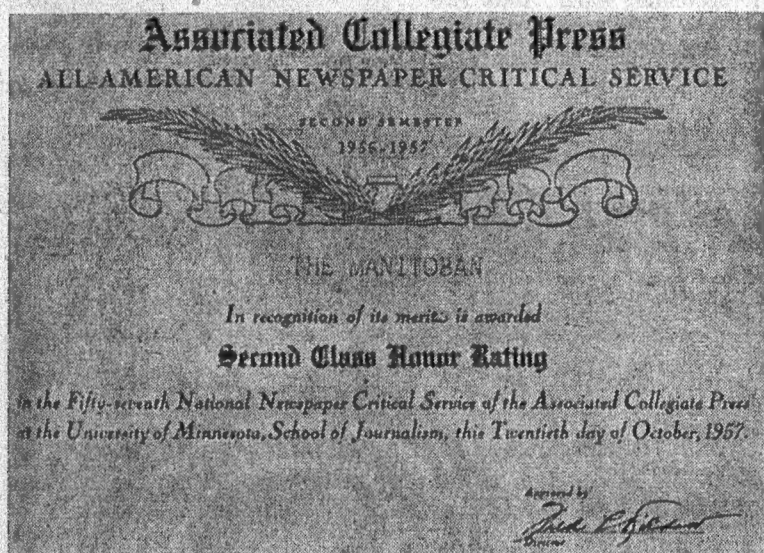 Associated Collegiate Press
ALL-AMERICAN NEWSPAPER CRITICAL SERVICE
SECOND SEMESTER
1956-1957
THE MANITOBAN
In recognition of its merits is awarded
Second Class Honor Rating
in the Fifty-seventh National Newspaper Critical Service of the Associated Collegiate Press
at the University of Minnesota, School of Journalism, this Twentieth day of October, 1957.
Approved by
Director